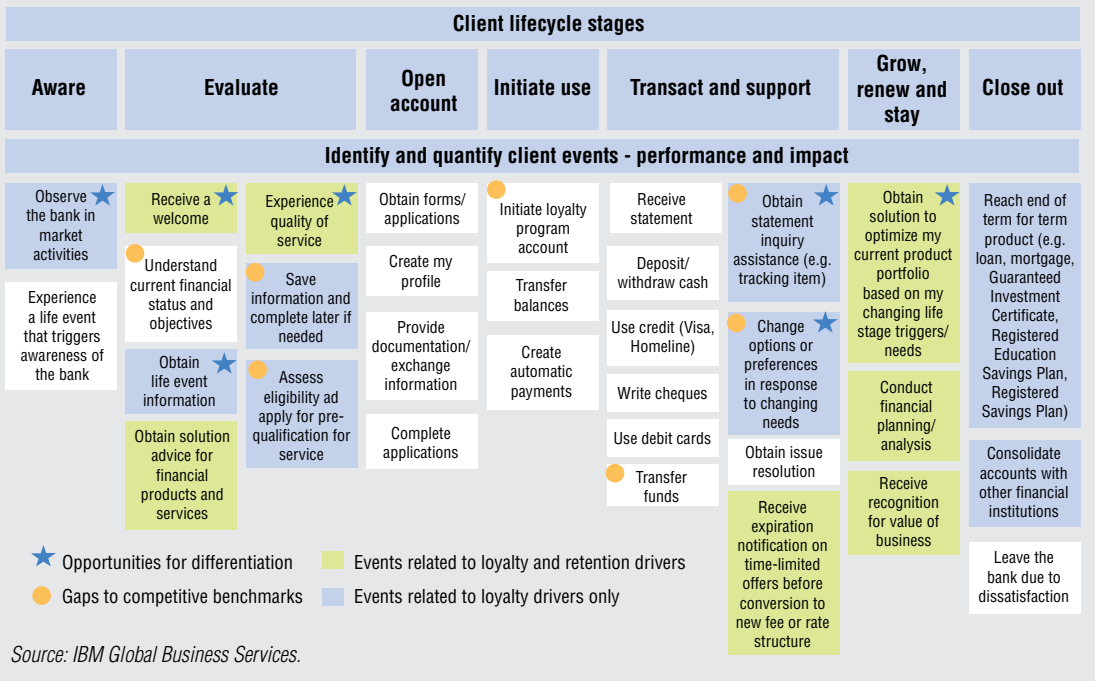 Client lifecycle stages
Aware
Evaluate
Open
account
Initiate use
Transact and support
Grow,
renew and
stay
Close out
Identify and quantify client events - performance and impact
Observe
the bank in
market
activities
Experience
a life event
that triggers
awareness of
the bank
Receive a
welcome
Understand
current financial
status and
objectives
Obtain
life event
information
Obtain solution
advice for
financial
products and
services
Experience
quality of
service
Save
information and
complete later if
needed
Assess
eligibility ad
apply for pre-
qualification for
service
Obtain forms/
applications
Create my
profile
Provide
documentation/
exchange
information
Complete
applications
Initiate loyalty
program
account
Transfer
balances
Create
automatic
payments
Receive
statement
Deposit/
withdraw cash
Use credit (Visa,
Homeline)
Write cheques
Use debit cards
Transfer
funds
Obtain
statement
inquiry
assistance (e.g.
tracking item)
Change
options or
preferences
in response
to changing
needs
Obtain issue
resolution
Receive
expiration
notification on
time-limited
offers before
conversion to
new fee or rate
structure
Obtain
solution to
optimize my
current product
portfolio
based on my
changing life
stage triggers/
needs
Conduct
financial
planning/
analysis
Receive
recognition
for value of
business
Reach end of
term for term
product (e.g.
loan, mortgage,
Guaranteed
Investment
Certificate,
Registered
Education
Savings Plan,
Registered
Savings Plan)
Consolidate
accounts with
other financial
institutions
Leave the
bank due to
dissatisfaction
Opportunities for differentiation
Events related to loyalty and retention drivers
Gaps to competitive benchmarks
Events related to loyalty drivers only
Source: IBM Global Business Services.